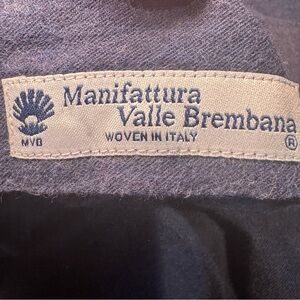 Manifattura
Valle Brembana
WOVEN IN ITALY
MVB
®